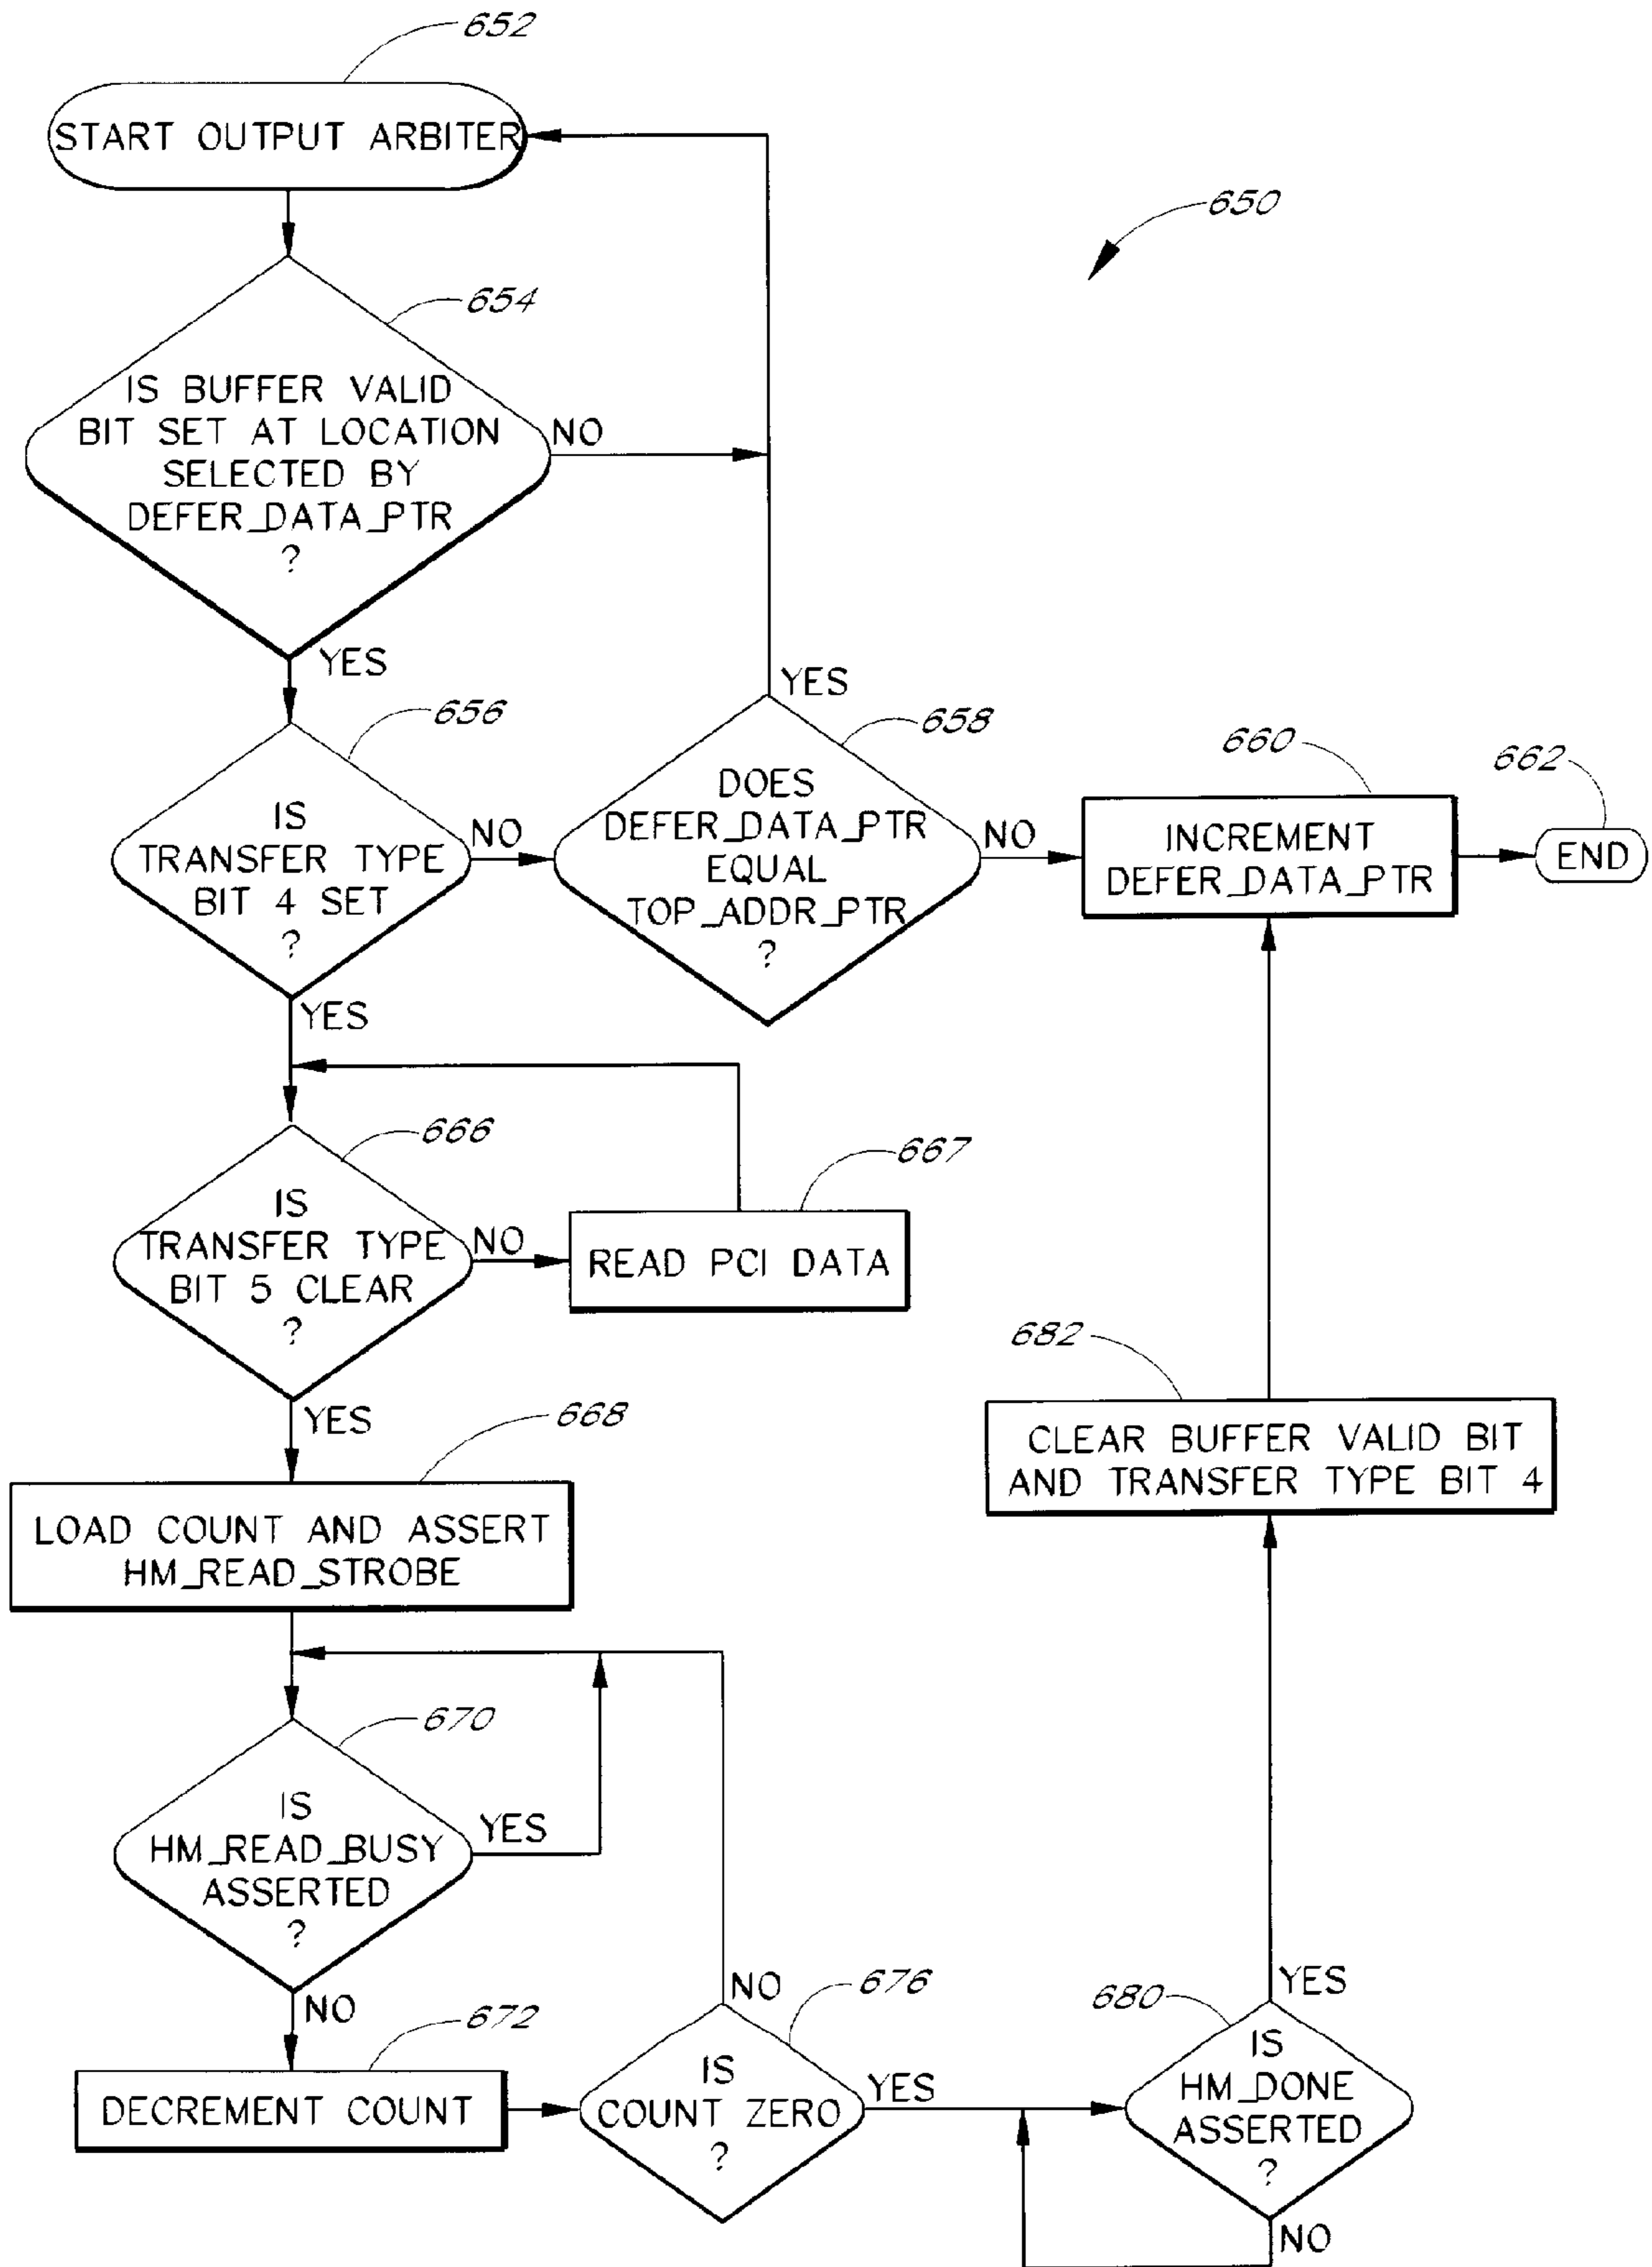 652
START OUTPUT ARBITER
650
654
IS BUFFER VALID
BIT SET AT LOCATION
SELECTED BY
DEFER_DATA_PTR
?
NO
YES
656
IS
TRANSFER TYPE
BIT 4 SET
?
NO
YES
YES
658
DOES
DEFER_DATA_PTR
EQUAL
TOP_ADDR_PTR
?
NO
660
INCREMENT
DEFER_DATA_PTR
662
END
666
IS
TRANSFER TYPE
BIT 5 CLEAR
?
NO
667
READ PCI DATA
YES
668
LOAD COUNT AND ASSERT
HM_READ_STROBE
682
CLEAR BUFFER VALID BIT
AND TRANSFER TYPE BIT 4
670
IS
HM_READ_BUSY
ASSERTED
?
YES
NO
672
DECREMENT COUNT
NO
676
IS
COUNT ZERO
?
YES
680
YES
IS
HM_DONE
ASSERTED
?
NO